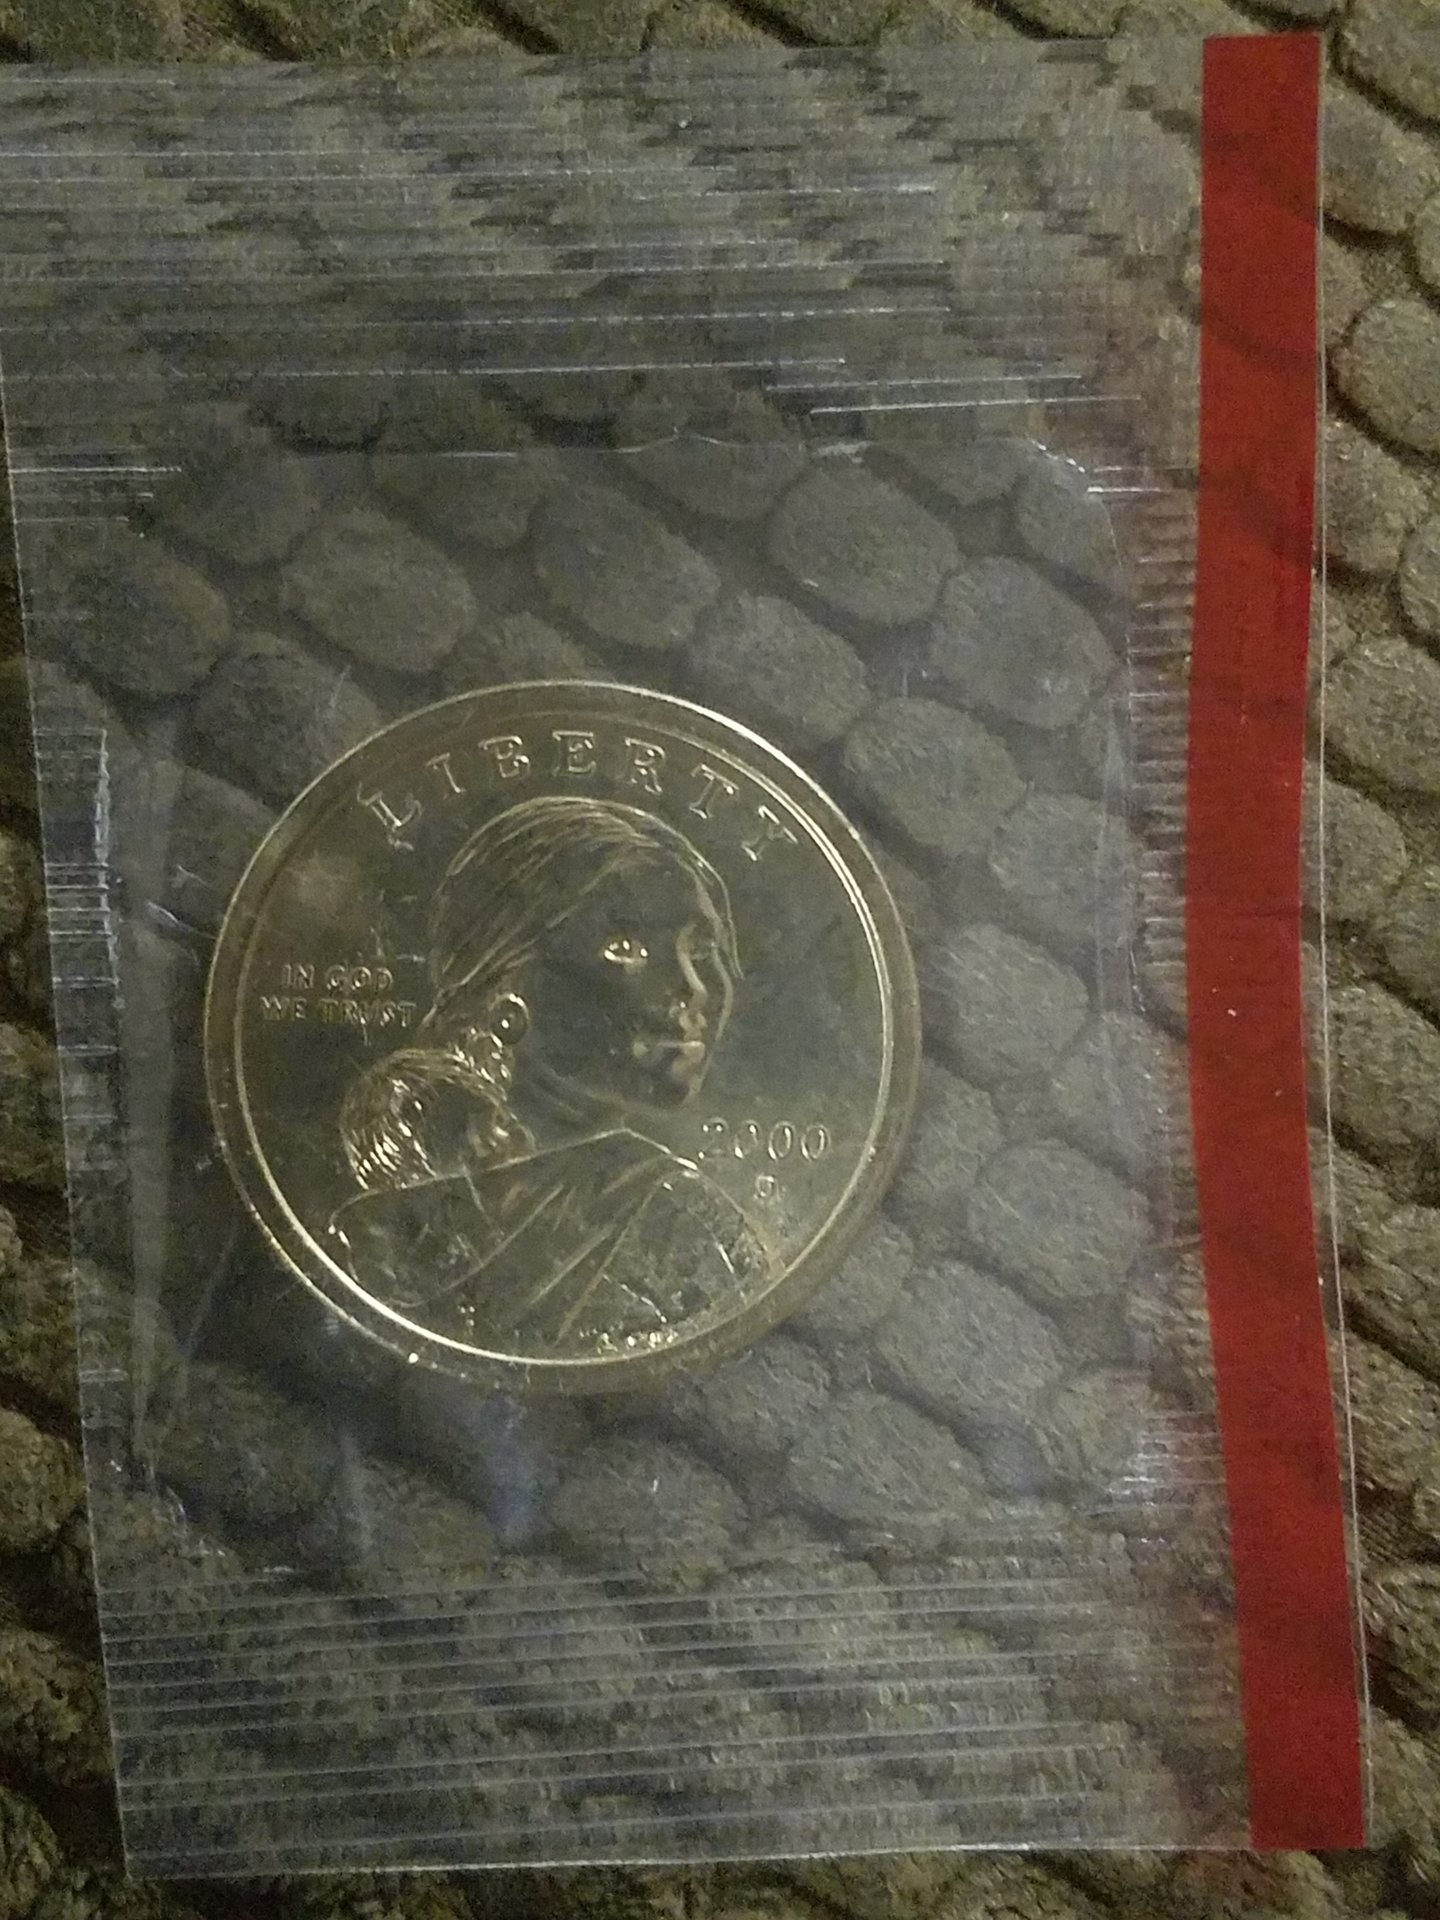 LIBERTY
IN GOD
WE TRUST
2000
D